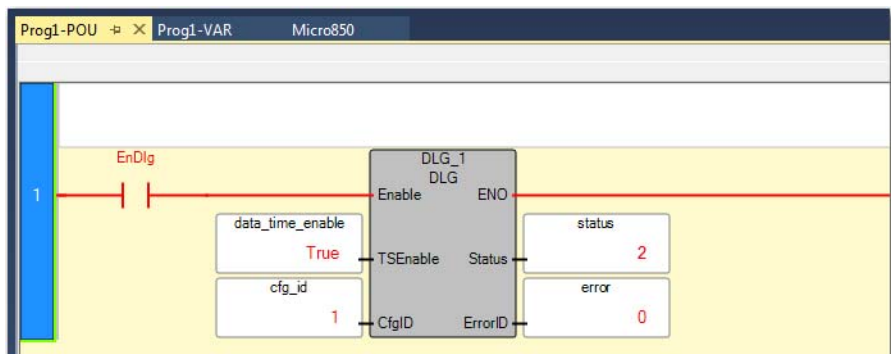 Prog1-POU Prog1-VAR Micro850
EnDlg
DLG_1
DLG
1
Enable ENO
data_time_enable status
True TSEnable Status 2
cfg_id error
1 CfgID ErrorID 0